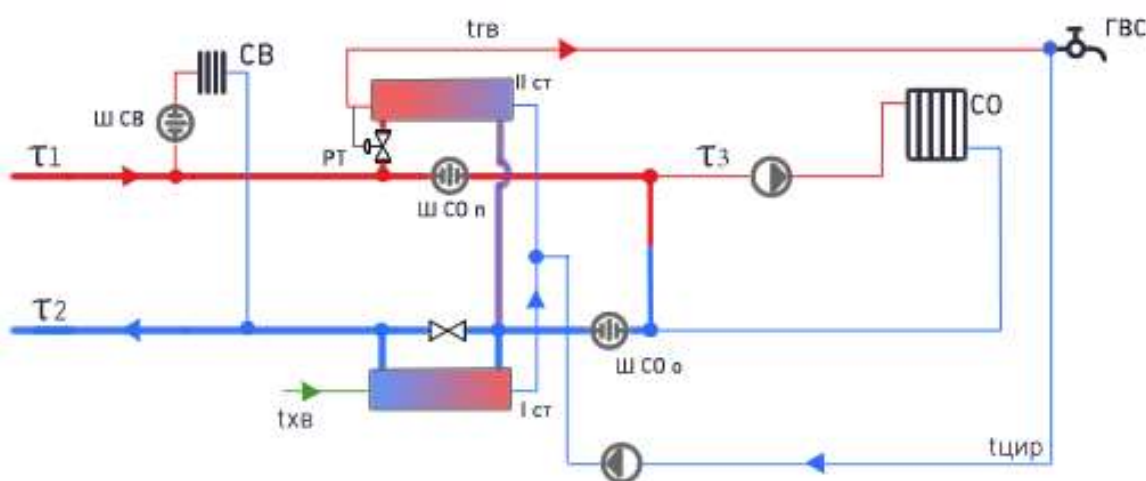 tгв
ГВС
СВ
II ст
Ш СВ
СО
τ1
РТ
τ3
Ш СО п
τ2
Ш СО о
tхв
I ст
tцир